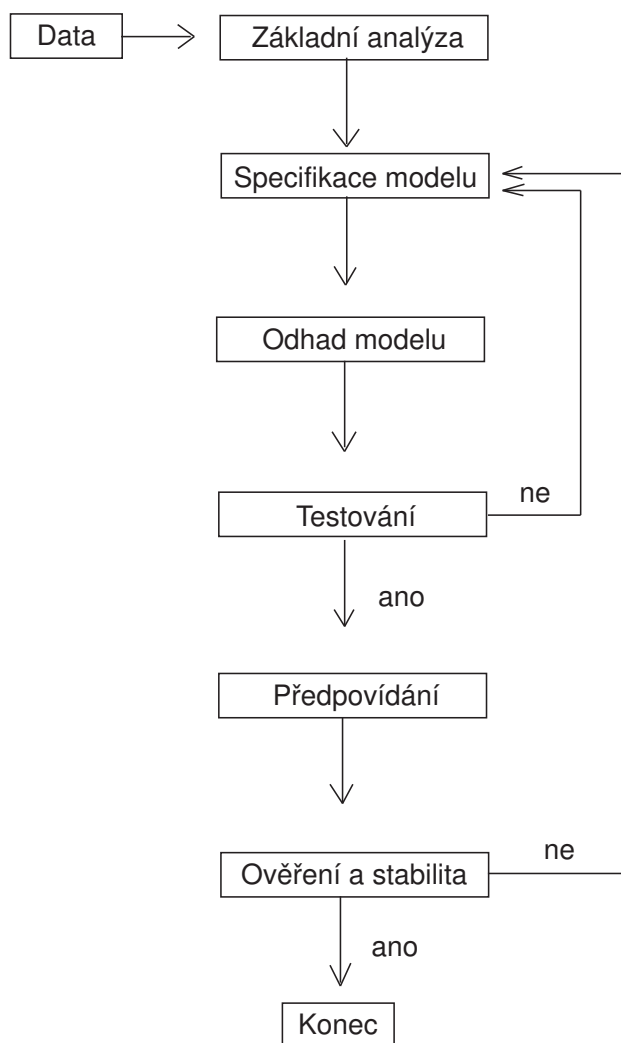 Data
Základní analýza
Specifikace modelu
Odhad modelu
Testování
ne
ano
Předpovídání
Ověření a stabilita
ne
ano
Konec